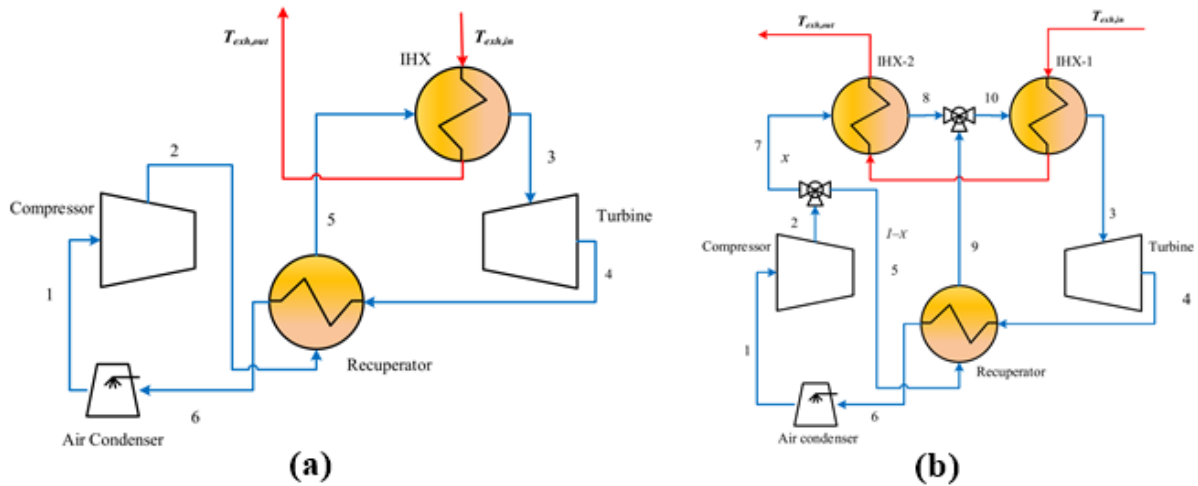 T_exh,out
T_exh,in
IHX
2
3
Compressor
5
Turbine
1
4
Recuperator
6
Air Condenser
(a)
T_exh,out
T_exh,in
IHX-2
IHX-1
8
10
7
x
2
3
Compressor
1-x
Turbine
5
9
4
1
Recuperator
6
Air condenser
(b)